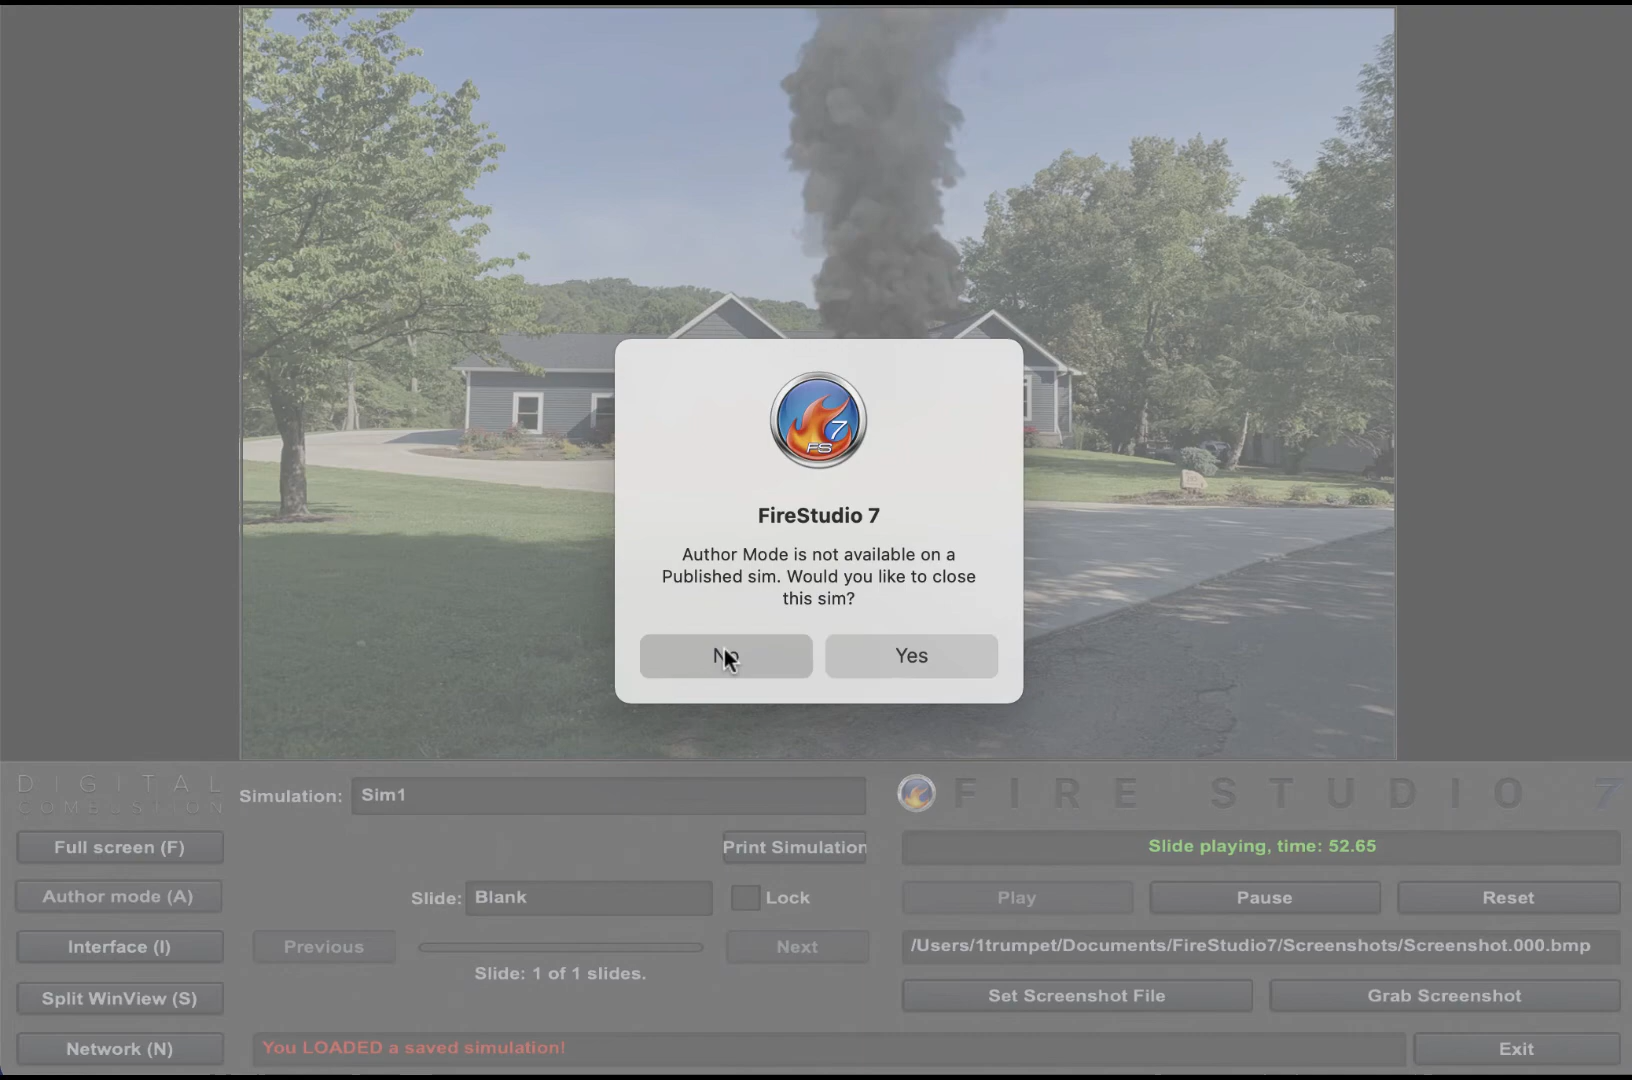 7
FS
FireStudio 7
Author Mode is not available on a
Published sim. Would you like to close
this sim?
No
Yes
DIGITAL
COMBUSTION
Simulation:
Sim1
FIRE STUDIO 7
Full screen (F)
Print Simulation
Slide playing, time: 52.65
Author mode (A)
Slide:
Blank
Lock
Play
Pause
Reset
Interface (I)
Previous
Next
/Users/1trumpet/Documents/FireStudio7/Screenshots/Screenshot.000.bmp
Slide: 1 of 1 slides.
Split WinView (S)
Set Screenshot File
Grab Screenshot
Network (N)
You LOADED a saved simulation!
Exit